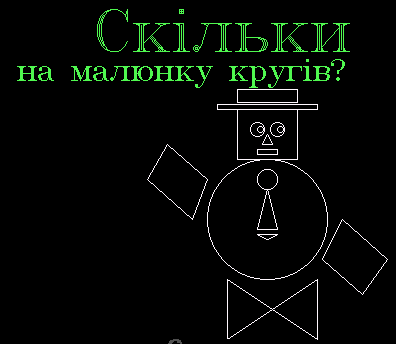 Скільки
на малюнку кругів?